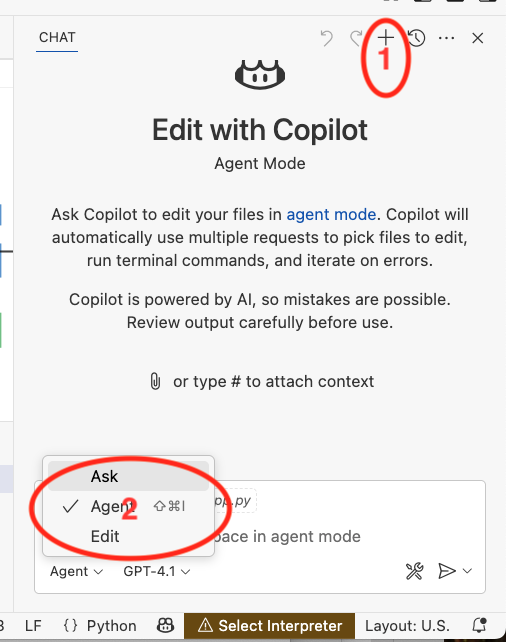 CHAT
1
Edit with Copilot
Agent Mode
Ask Copilot to edit your files in agent mode. Copilot will
automatically use multiple requests to pick files to edit,
run terminal commands, and iterate on errors.
Copilot is powered by AI, so mistakes are possible.
Review output carefully before use.
or type # to attach context
Ask
Agent 2 ⇧⌘I
pp.py
Edit
pace in agent mode
Agent GPT-4.1
LF {} Python ⚠ Select Interpreter Layout: U.S.